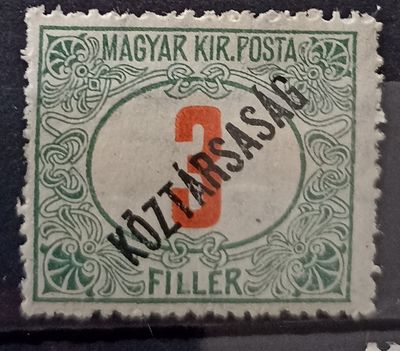 MAGYAR KIR. POSTA
3
KÖZTÁRSASÁG
FILLÉR